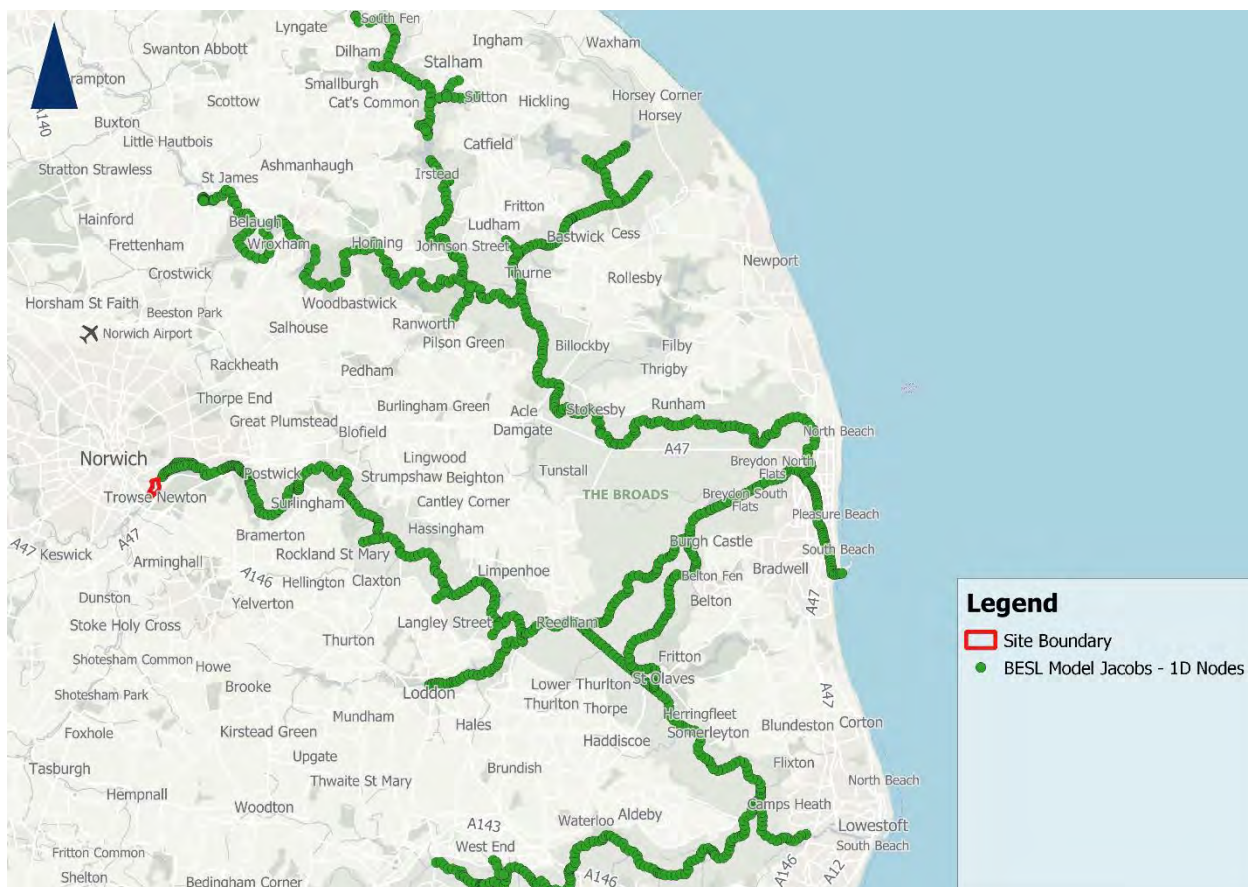 South Fen
Lyngate
Ingham
Waxham
Swanton Abbott
Dilham
Stalham
rampton
Smallburgh
Horsey Corner
A140
Scottow
Cat's Common
Sutton
Hickling
Horsey
Buxton
Little Hautbois
Catfield
Ashmanhaugh
Stratton Strawless
St James
Irstead
Hainford
Belaugh
Fritton
Ludham
Frettenham
Wroxham
Horning
Johnson Street
Bastwick
Cess
Crostwick
Thurne
Newport
Rollesby
Horsham St Faith
Woodbastwick
Beeston Park
Ranworth
Salhouse
Norwich Airport
Pilson Green
Billockby
Filby
Rackheath
Pedham
Thrigby
Thorpe End
Burlingham Green
Acle
Stokesby
Runham
Great Plumstead
Damgate
Blofield
North Beach
A47
Norwich
Lingwood
Postwick
Strumpshaw
Beighton
Tunstall
Breydon North
Flats
Trowse Newton
Surlingham
Cantley Corner
THE BROADS
Breydon South
Flats
Pleasure Beach
Bramerton
Hassingham
A47
Keswick
A47
Burgh Castle
South Beach
Arminghall
Rockland St Mary
A146
Hellington
Claxton
Limpenhoe
Belton Fen
Bradwell
Dunston
Yelverton
Belton
A47
Stoke Holy Cross
Langley Street
Reedham
Thurton
Shotesham Common
Howe
Fritton
Shotesham Park
Brooke
Loddon
Lower Thurlton
St Olaves
Mundham
Thurlton
Thorpe
Herringfleet
A47
Foxhole
Kirstead Green
Hales
Somerleyton
Blundeston
Corton
Haddiscoe
Upgate
Flixton
Tasburgh
Thwaite St Mary
Brundish
North Beach
Hempnall
Woodton
Aldeby
Camps Heath
A143
Waterloo
Lowestoft
West End
South Beach
Fritton Common
Shelton
Bedingham Corner
A146
A146
A12
Legend
Site Boundary
BESL Model Jacobs - 1D Nodes